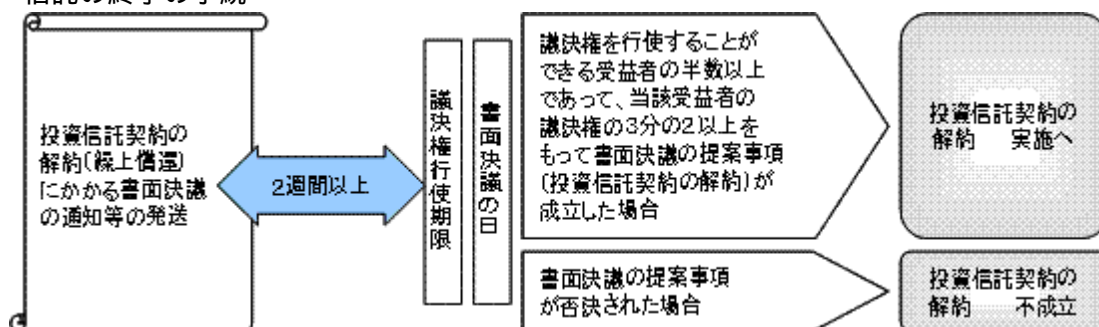 信託の終了の手続
投資信託契約の
解約(繰上償還)
にかかる書面決議
の通知等の発送
2週間以上
議決権行使期限
書面決議の日
議決権を行使することが
できる受益者の半数以上
であって、当該受益者の
議決権の3分の2以上を
もって書面決議の提案事項
(投資信託契約の解約)が
成立した場合
投資信託契約の
解約 実施へ
書面決議の提案事項
が否決された場合
投資信託契約の
解約 不成立